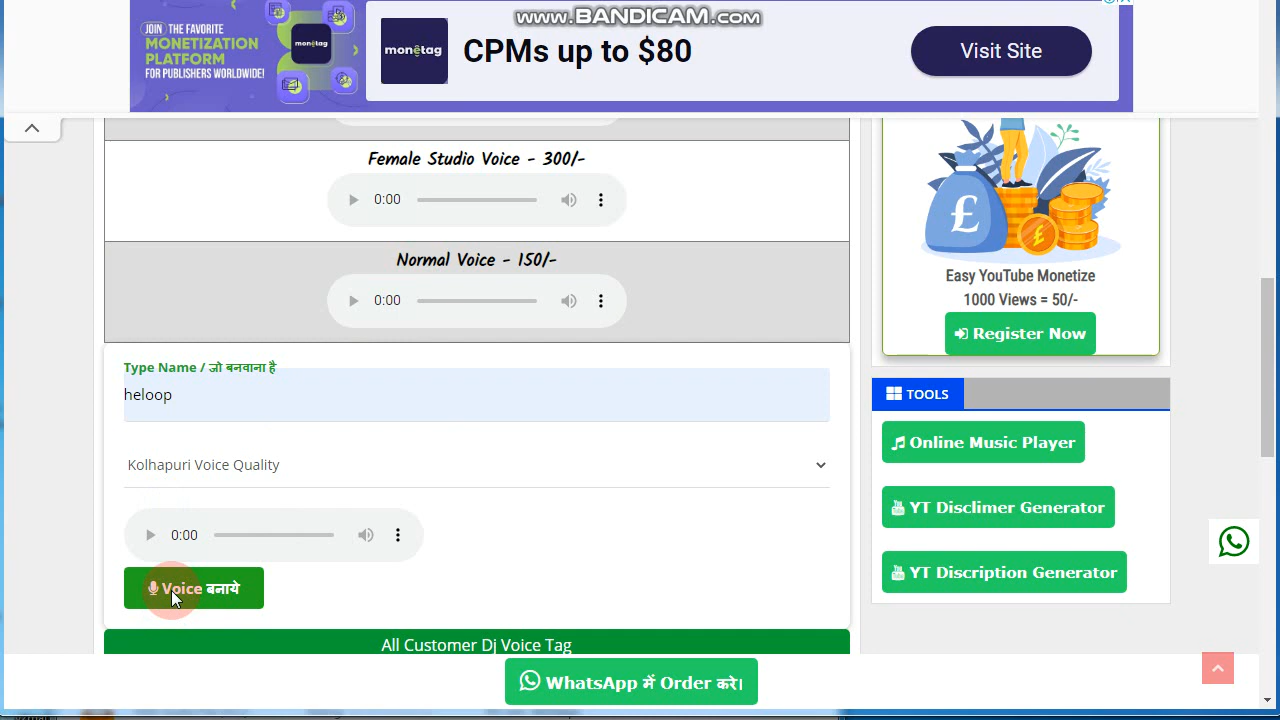 www.BANDICAM.com
JOIN THE FAVORITE
MONETIZATION
PLATFORM
FOR PUBLISHERS WORLDWIDE!
monetag
monetag
CPMs up to $80
Visit Site
Female Studio Voice - 300/-
0:00
Normal Voice - 150/-
0:00
Type Name / जो बनवाना है
heloop
Kolhapuri Voice Quality
0:00
Voice बनाये
All Customer Dj Voice Tag
WhatsApp में Order करे।
£
Easy YouTube Monetize
1000 Views = 50/-
Register Now
TOOLS
Online Music Player
YT Disclimer Generator
YT Discription Generator